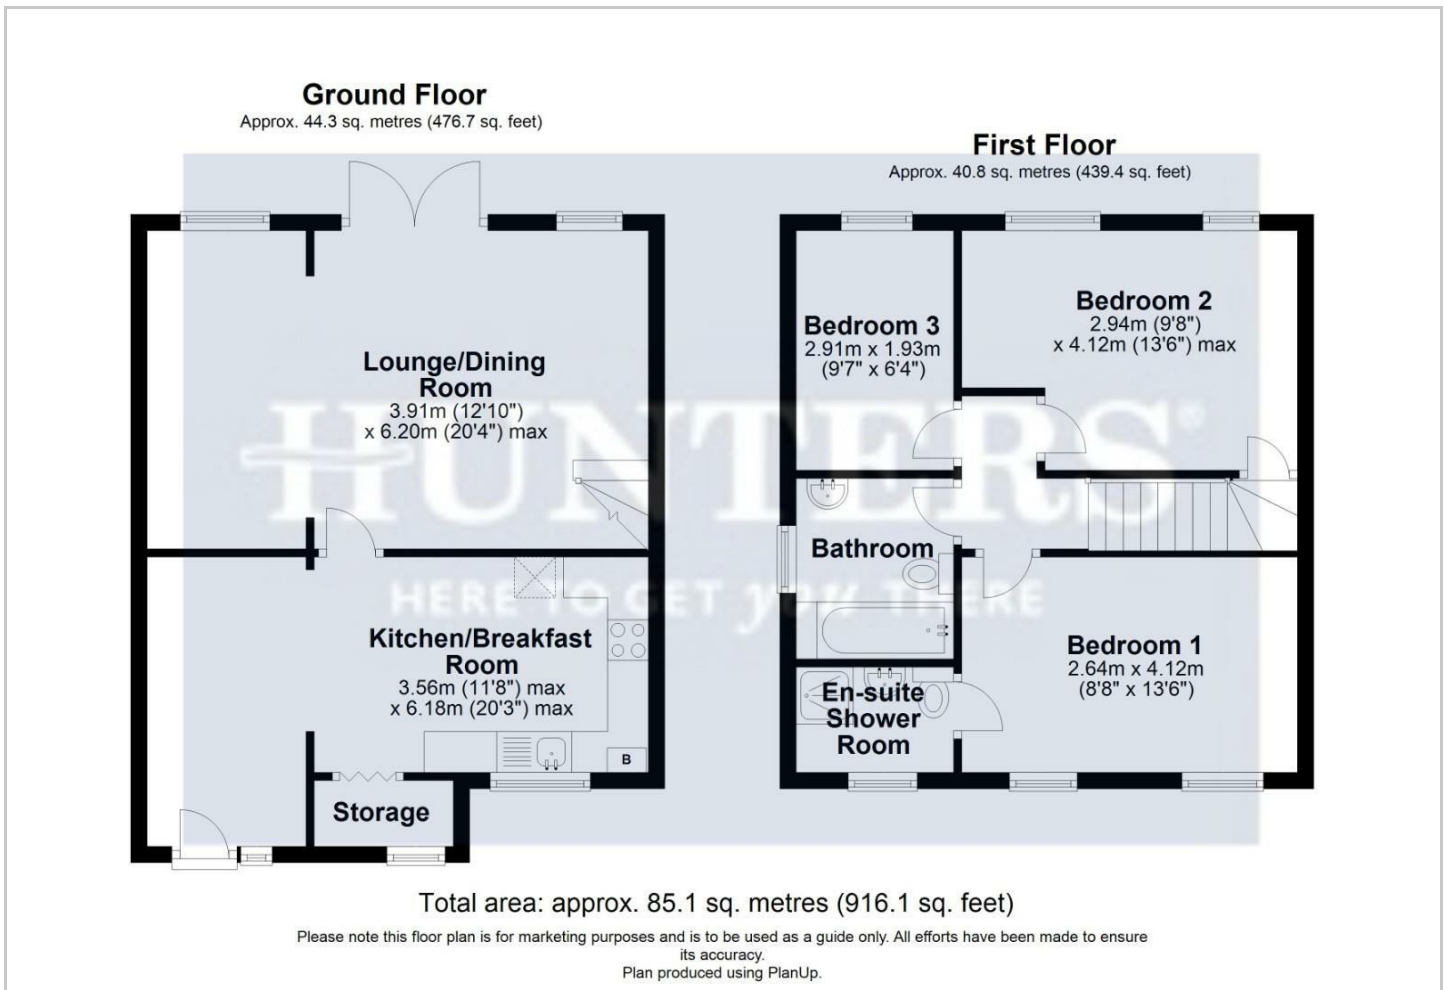 Ground Floor
Approx. 44.3 sq. metres (476.7 sq. feet)
Lounge/Dining
Room
3.91m (12'10")
x 6.20m (20'4") max
Kitchen/Breakfast
Room
3.56m (11'8") max
x 6.18m (20'3") max
B
Storage
First Floor
Approx. 40.8 sq. metres (439.4 sq. feet)
Bedroom 3
2.91m x 1.93m
(9'7" x 6'4")
Bedroom 2
2.94m (9'8")
x 4.12m (13'6") max
Bathroom
Bedroom 1
2.64m x 4.12m
(8'8" x 13'6")
En-suite
Shower
Room
HUNTERS®
HERE TO GET you THERE
Total area: approx. 85.1 sq. metres (916.1 sq. feet)
Please note this floor plan is for marketing purposes and is to be used as a guide only. All efforts have been made to ensure
its accuracy.
Plan produced using PlanUp.